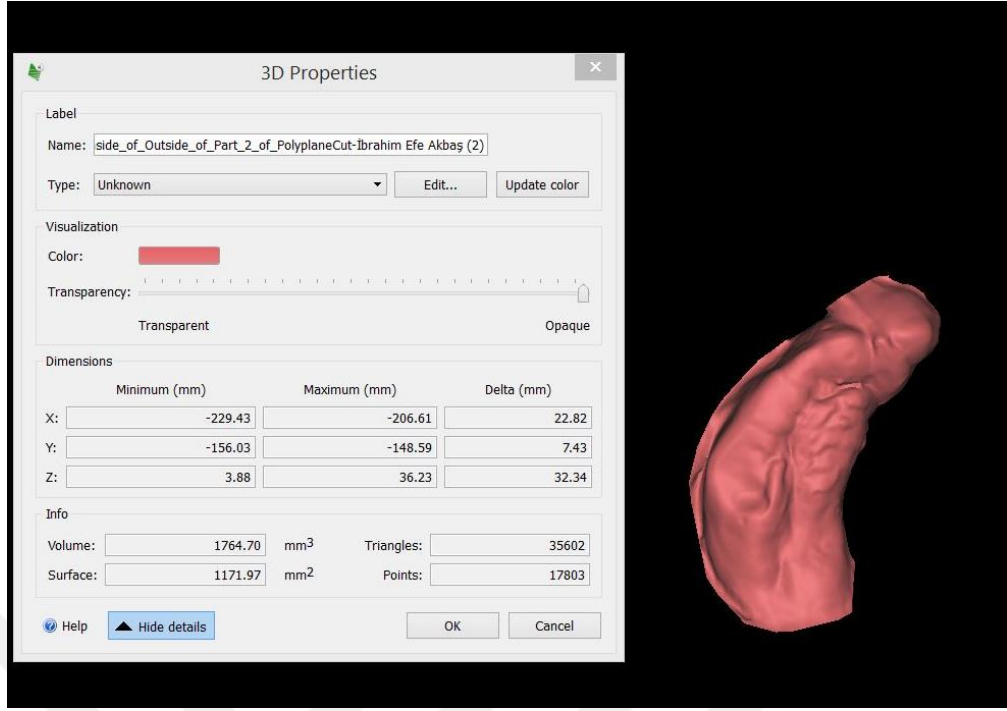 3D Properties
Label
Name: side_of_Outside_of_Part_2_of_PolyplaneCut-İbrahim Efe Akbaş (2)
Type: Unknown Edit... Update color
Visualization
Color:
Transparency:
Transparent Opaque
Dimensions
Minimum (mm) Maximum (mm) Delta (mm)
X: -229.43 -206.61 22.82
Y: -156.03 -148.59 7.43
Z: 3.88 36.23 32.34
Info
Volume: 1764.70 mm3 Triangles: 35602
Surface: 1171.97 mm2 Points: 17803
Help Hide details OK Cancel